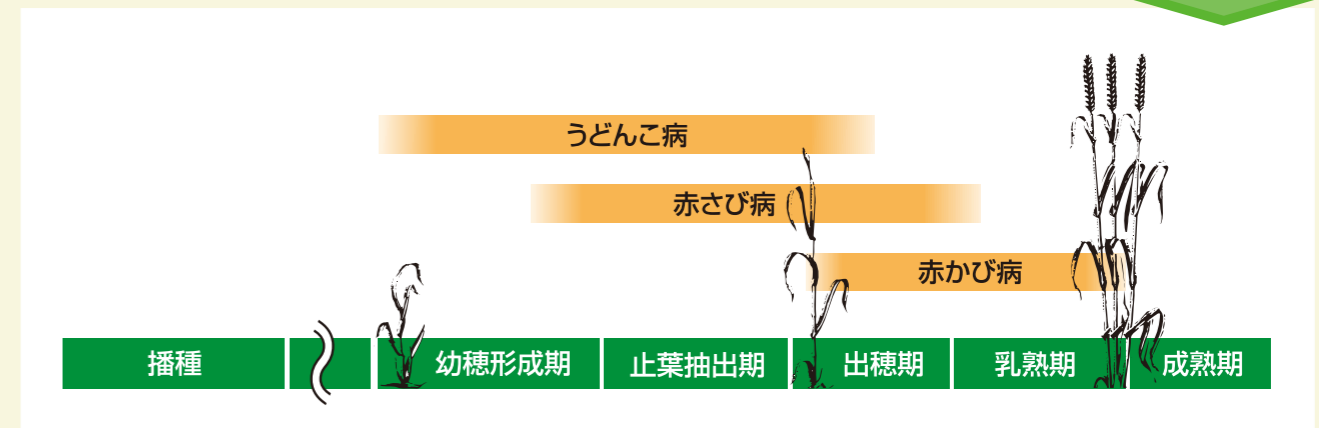 うどんこ病
赤さび病
赤かび病
播種
幼穂形成期
止葉抽出期
出穂期
乳熟期
成熟期